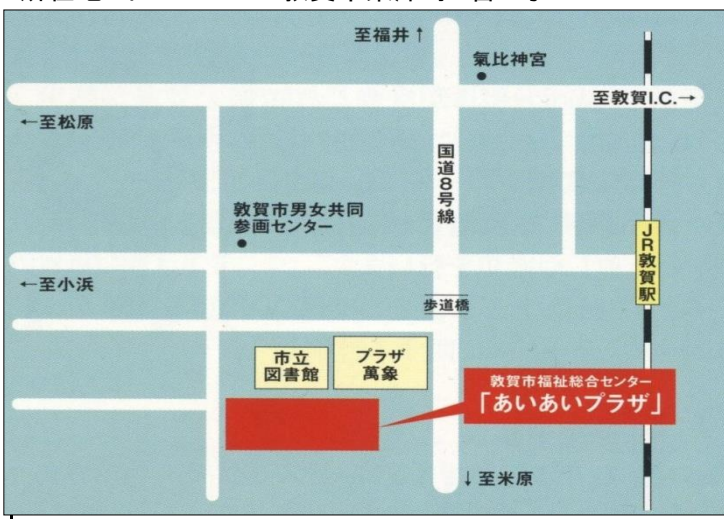 至福井↑
氣比神宮
至敦賀I.C.→
←至松原
国道8号線
敦賀市男女共同
参画センター
JR敦賀駅
←至小浜
歩道橋
市立
図書館
プラザ
萬象
敦賀市福祉総合センター
「あいあいプラザ」
↓至米原